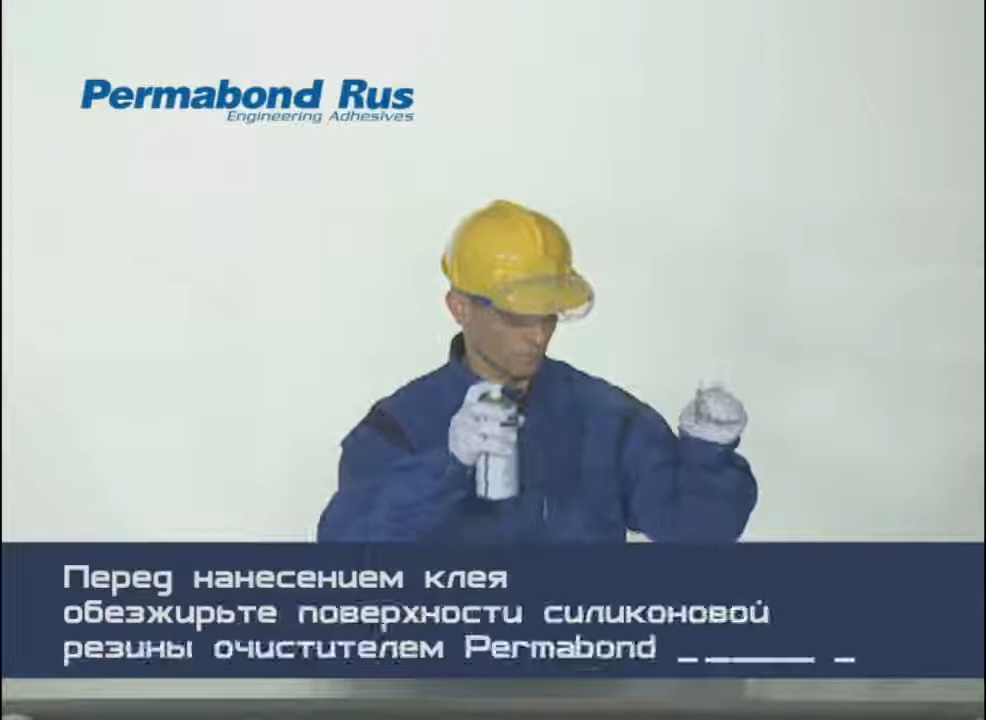 Permabond Rus
Engineering Adhesives
Перед нанесением клея
обезжирьте поверхности силиконовой
резины очистителем Permabond